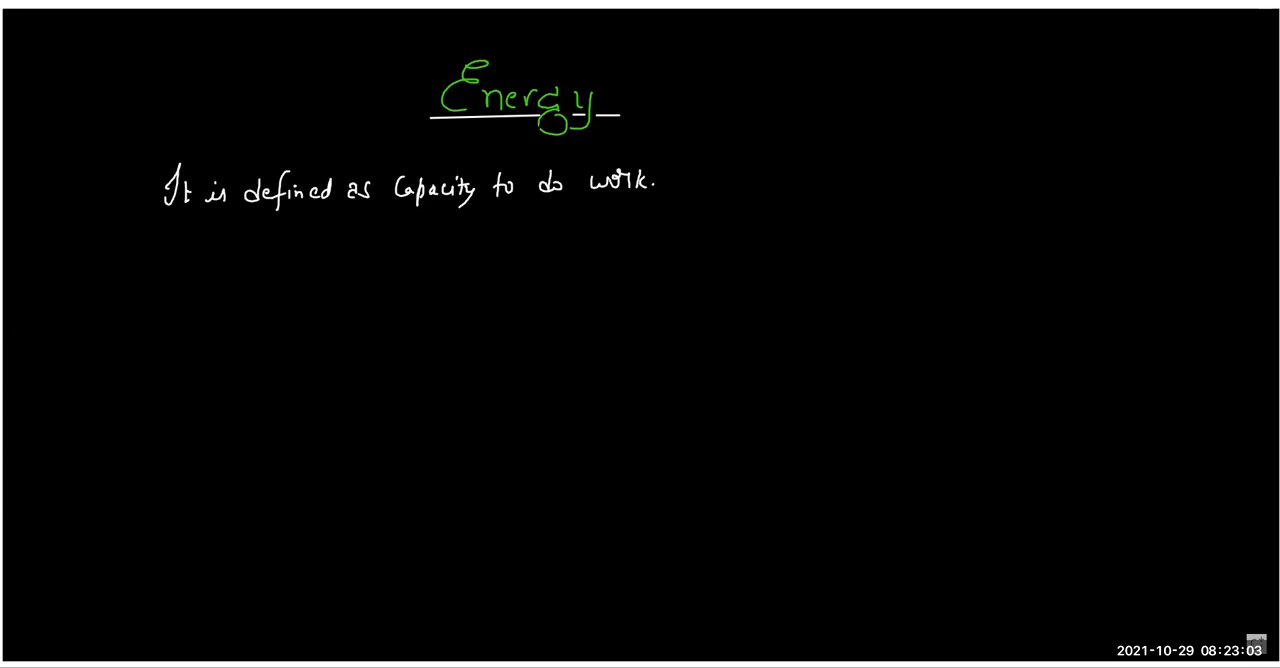 Energy
It is defined as Capacity to do work.
2021-10-29 08:23:03